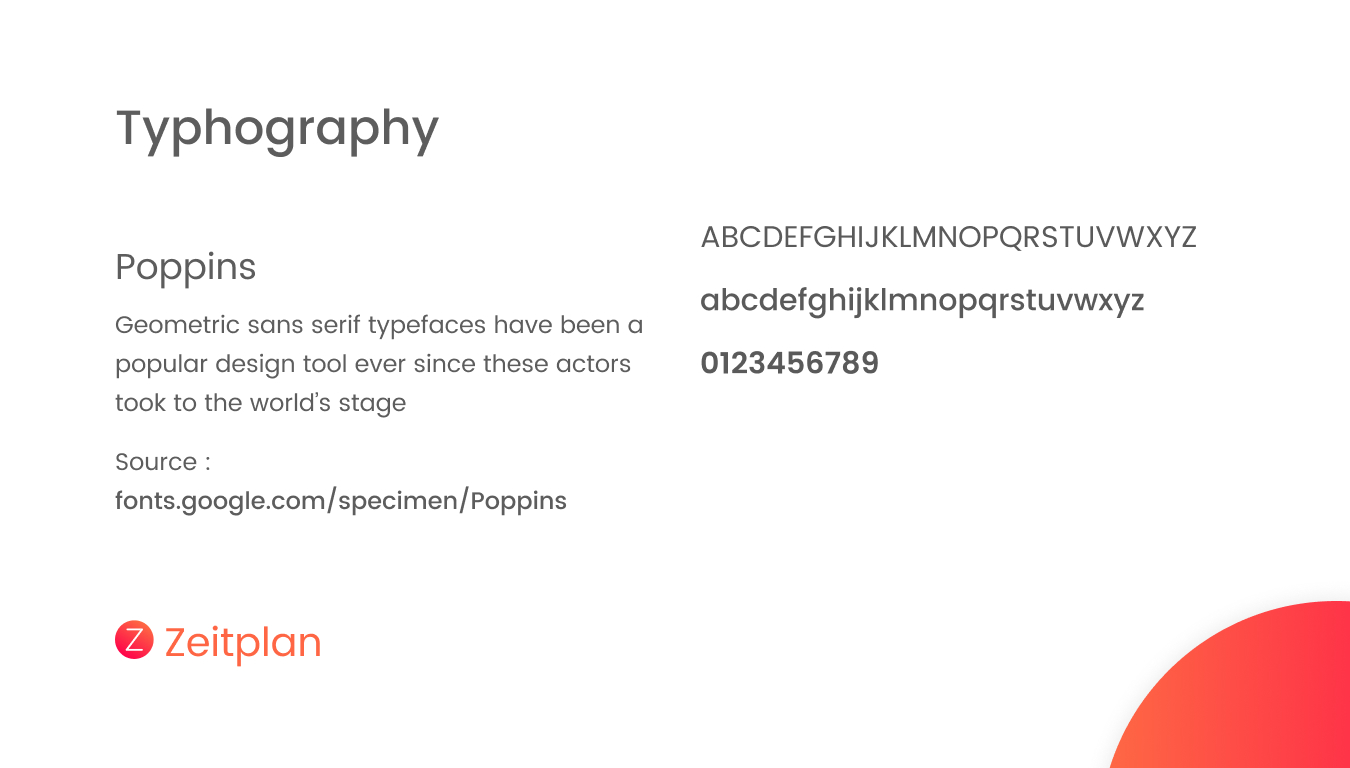 Typhography
Poppins
Geometric sans serif typefaces have been a
popular design tool ever since these actors
took to the world’s stage
Source :
fonts.google.com/specimen/Poppins
ABCDEFGHIJKLMNOPQRSTUVWXYZ
abcdefghijklmnopqrstuvwxyz
0123456789
Z Zeitplan